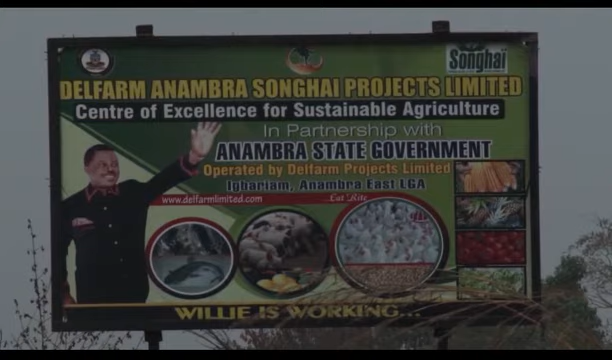 Songhai
DELFARM ANAMBRA SONGHAI PROJECTS LIMITED
Centre of Excellence for Sustainable Agriculture
In Partnership with
ANAMBRA STATE GOVERNMENT
Operated by Delfarm Projects Limited
Igbariam, Anambra East LGA
www.delfarmlimited.com
WILLIE IS WORKING...